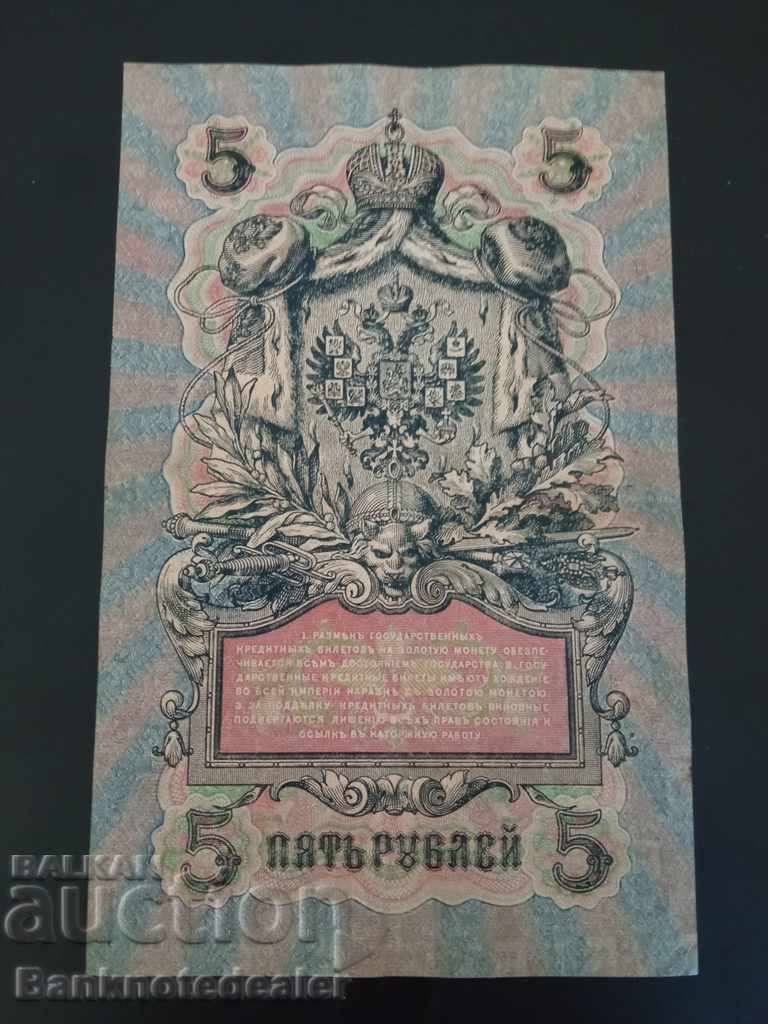 5 5
1. РАЗМѢНЪ ГОСУДАРСТВЕННЫХЪ
КРЕДИТНЫХЪ БИЛЕТОВЪ НА ЗОЛОТУЮ МОНЕТУ ОБЕЗПЕ-
ЧИВАЕТСЯ ВСѢМЪ ДОСТОЯНІЕМЪ ГОСУДАРСТВА. 2. ГОСУ-
ДАРСТВЕННЫЕ КРЕДИТНЫЕ БИЛЕТЫ ИМѢЮТЪ ХОЖДЕНІЕ
ВО ВСЕЙ ИМПЕРІИ НАРАВНѢ СЪ ЗОЛОТОЮ МОНЕТОЮ.
3. ЗА ПОДДѢЛКУ КРЕДИТНЫХЪ БИЛЕТОВЪ ВИНОВНЫЕ
ПОДВЕРГАЮТСЯ ЛИШЕНІЮ ВСѢХЪ ПРАВЪ СОСТОЯНІЯ И
ССЫЛКѢ ВЪ КАТОРЖНУЮ РАБОТУ.
5 ПЯТЬ РУБЛЕЙ 5
BALKAN
auction
Banknotedealer